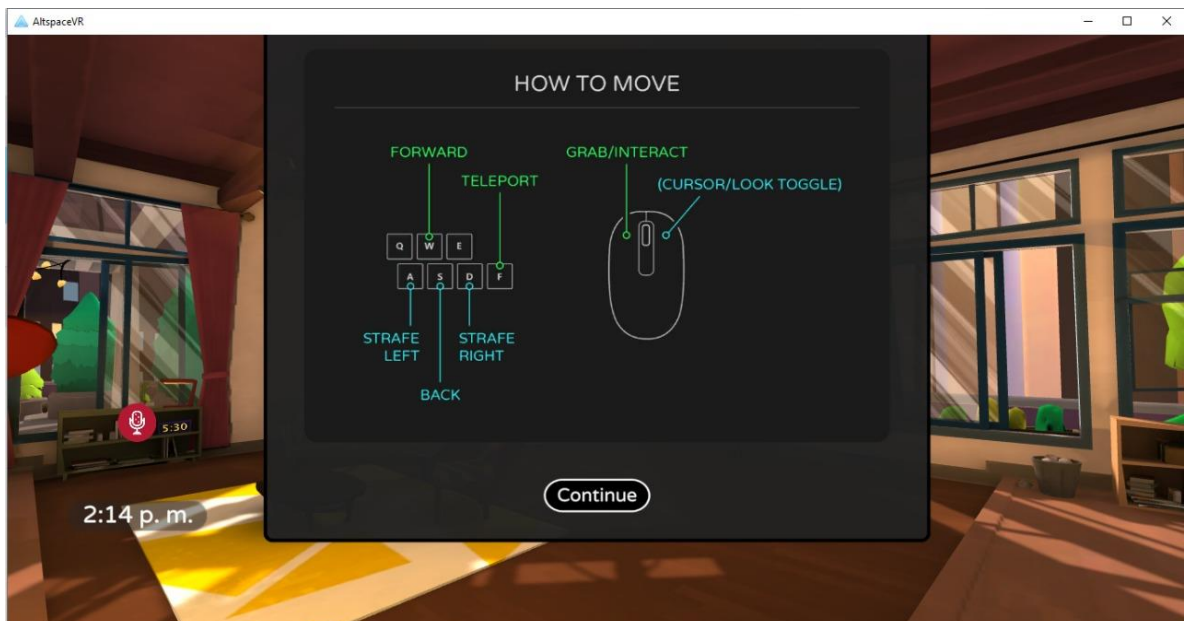 AltspaceVR
HOW TO MOVE
FORWARD
GRAB/INTERACT
TELEPORT
(CURSOR/LOOK TOGGLE)
Q W E
A S D F
STRAFE LEFT
STRAFE RIGHT
BACK
5:30
Continue
2:14 p. m.